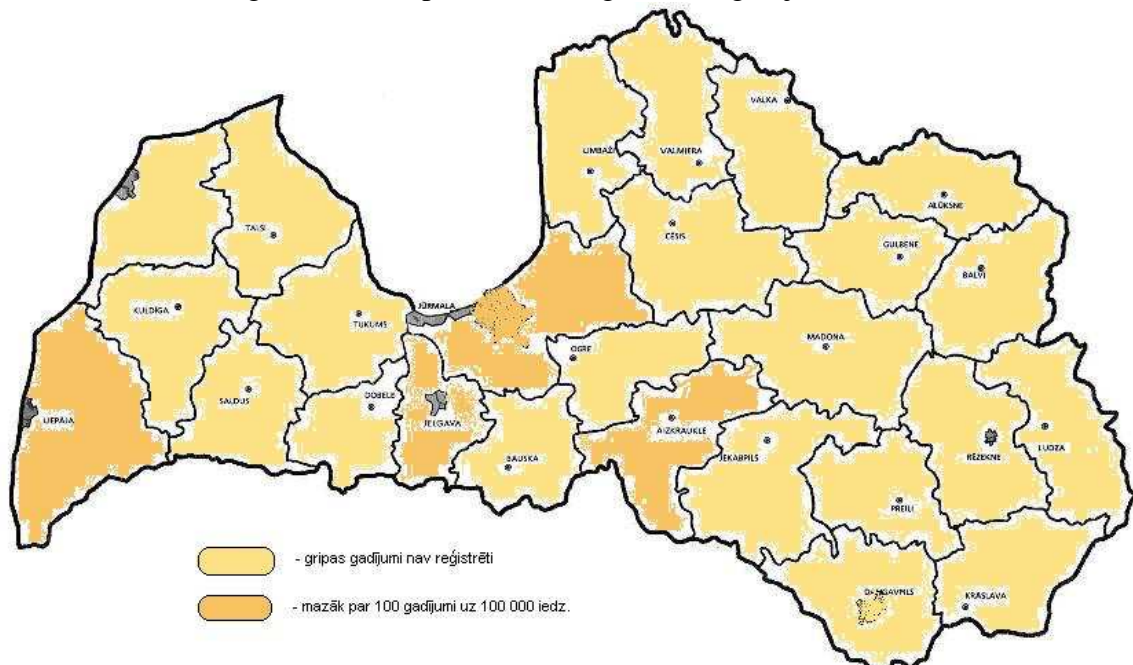 VALKA
LIMBAŽI
VALMIERA
ALŪKSNE
CĒSIS
TALSI
GULBENE
BALVI
KULDĪGA
JŪRMALA
TUKUMS
MADONA
OGRE
SALDUS
DOBELE
LIEPĀJA
JELGAVA
AIZKRAUKLE
BAUSKA
JĒKABPILS
RĒZEKNE
LUDZA
PREIĻI
- gripas gadījumi nav reģistrēti
DAUGAVPILS
KRĀSLAVA
- mazāk par 100 gadījumi uz 100 000 iedz.